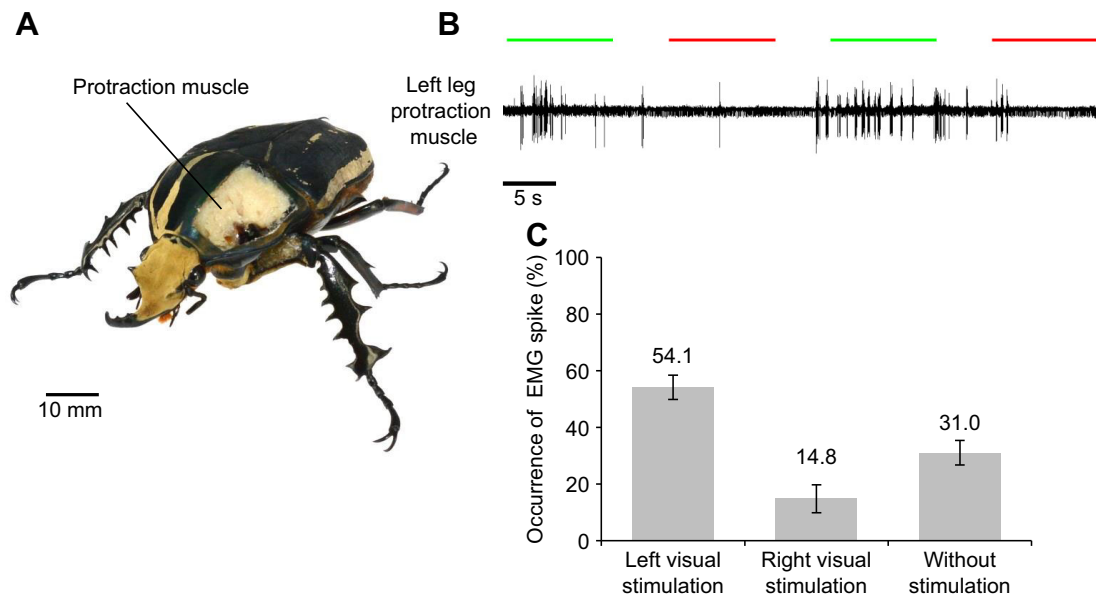 A
Protraction muscle
10 mm
B
Left leg
protraction
muscle
5 s
C
Occurrence of EMG spike (%)
100
80
60
40
20
0
54.1
14.8
31.0
Left visual
stimulation
Right visual
stimulation
Without
stimulation